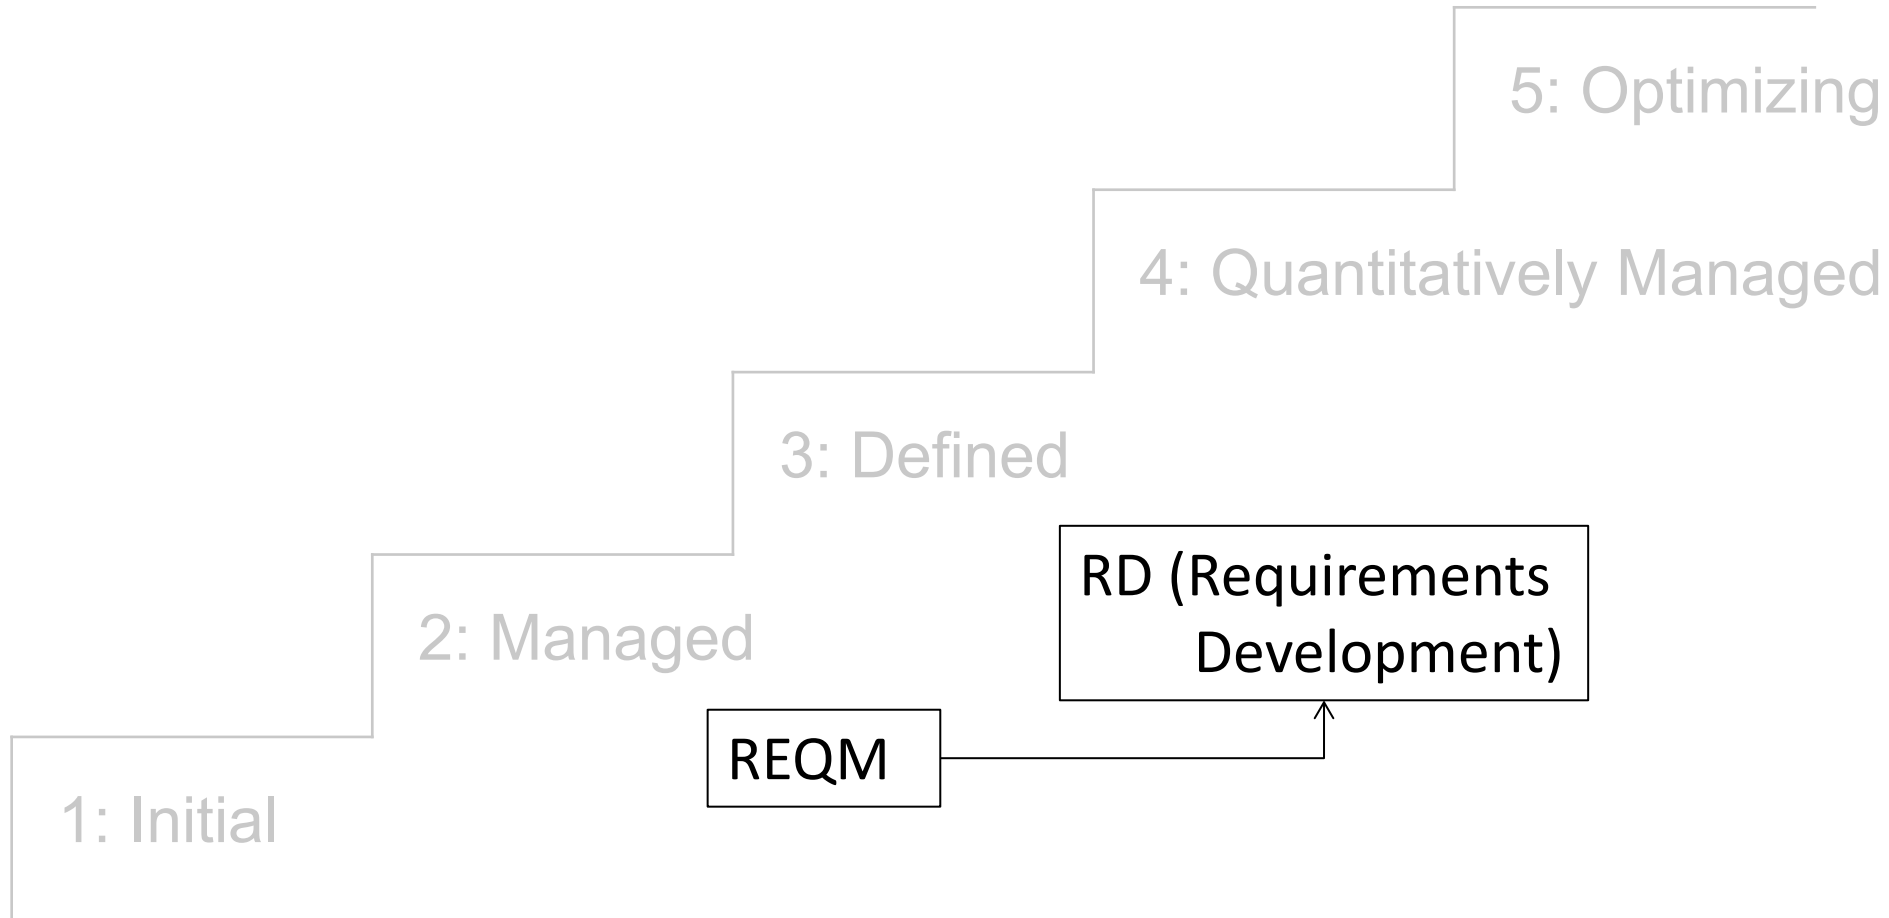 5: Optimizing
4: Quantitatively Managed
3: Defined
RD (Requirements
Development)
2: Managed
REQM
1: Initial